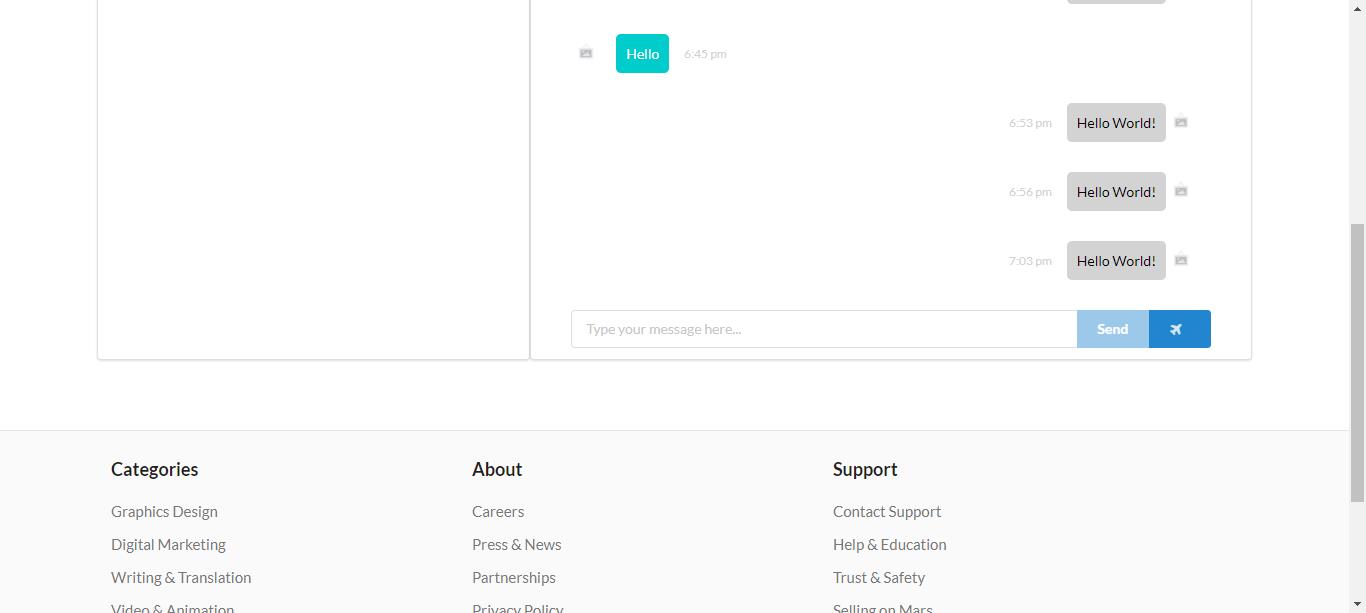 Hello 6:45 pm
6:53 pm Hello World!
6:56 pm Hello World!
7:03 pm Hello World!
Type your message here... Send
Categories
Graphics Design
Digital Marketing
Writing & Translation
Video & Animation
About
Careers
Press & News
Partnerships
Privacy Policy
Support
Contact Support
Help & Education
Trust & Safety
Selling on Mars